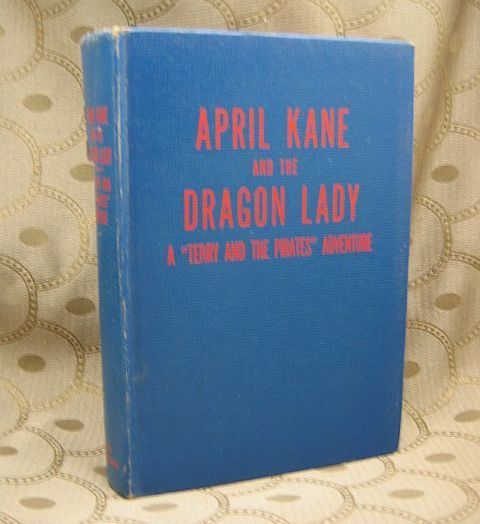 APRIL KANE
AND THE
DRAGON LADY
A "TERRY AND THE PIRATES" ADVENTURE